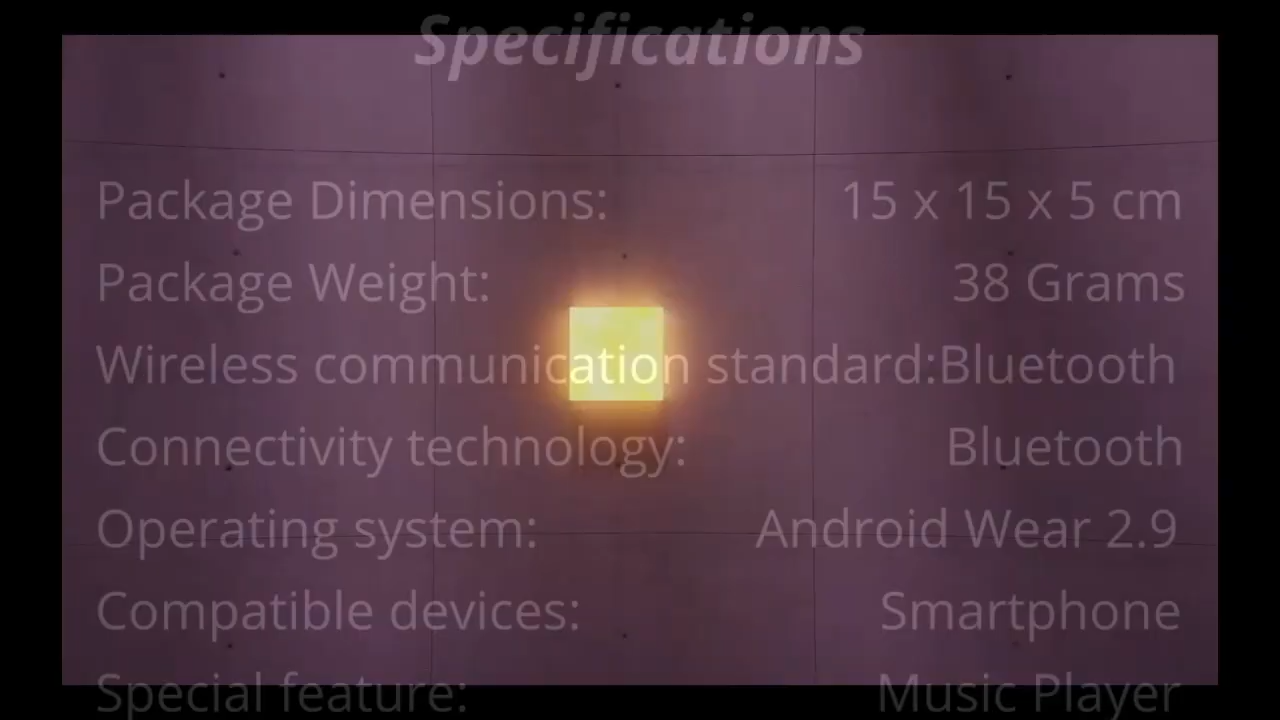 Specifications
Package Dimensions: 15 x 15 x 5 cm
Package Weight: 38 Grams
Wireless communication standard:Bluetooth
Connectivity technology: Bluetooth
Operating system: Android Wear 2.9
Compatible devices: Smartphone
Special feature: Music Player